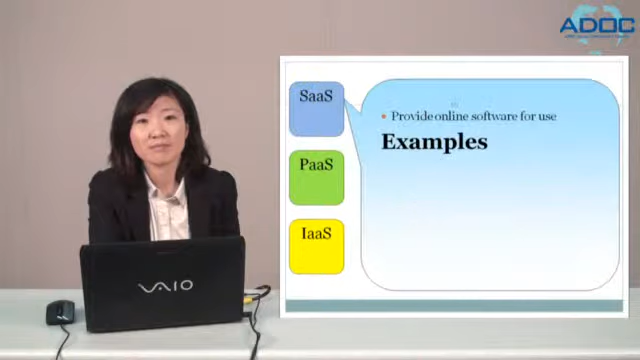 ADOC
SaaS
Provide online software for use
Examples
PaaS
IaaS
VAIO